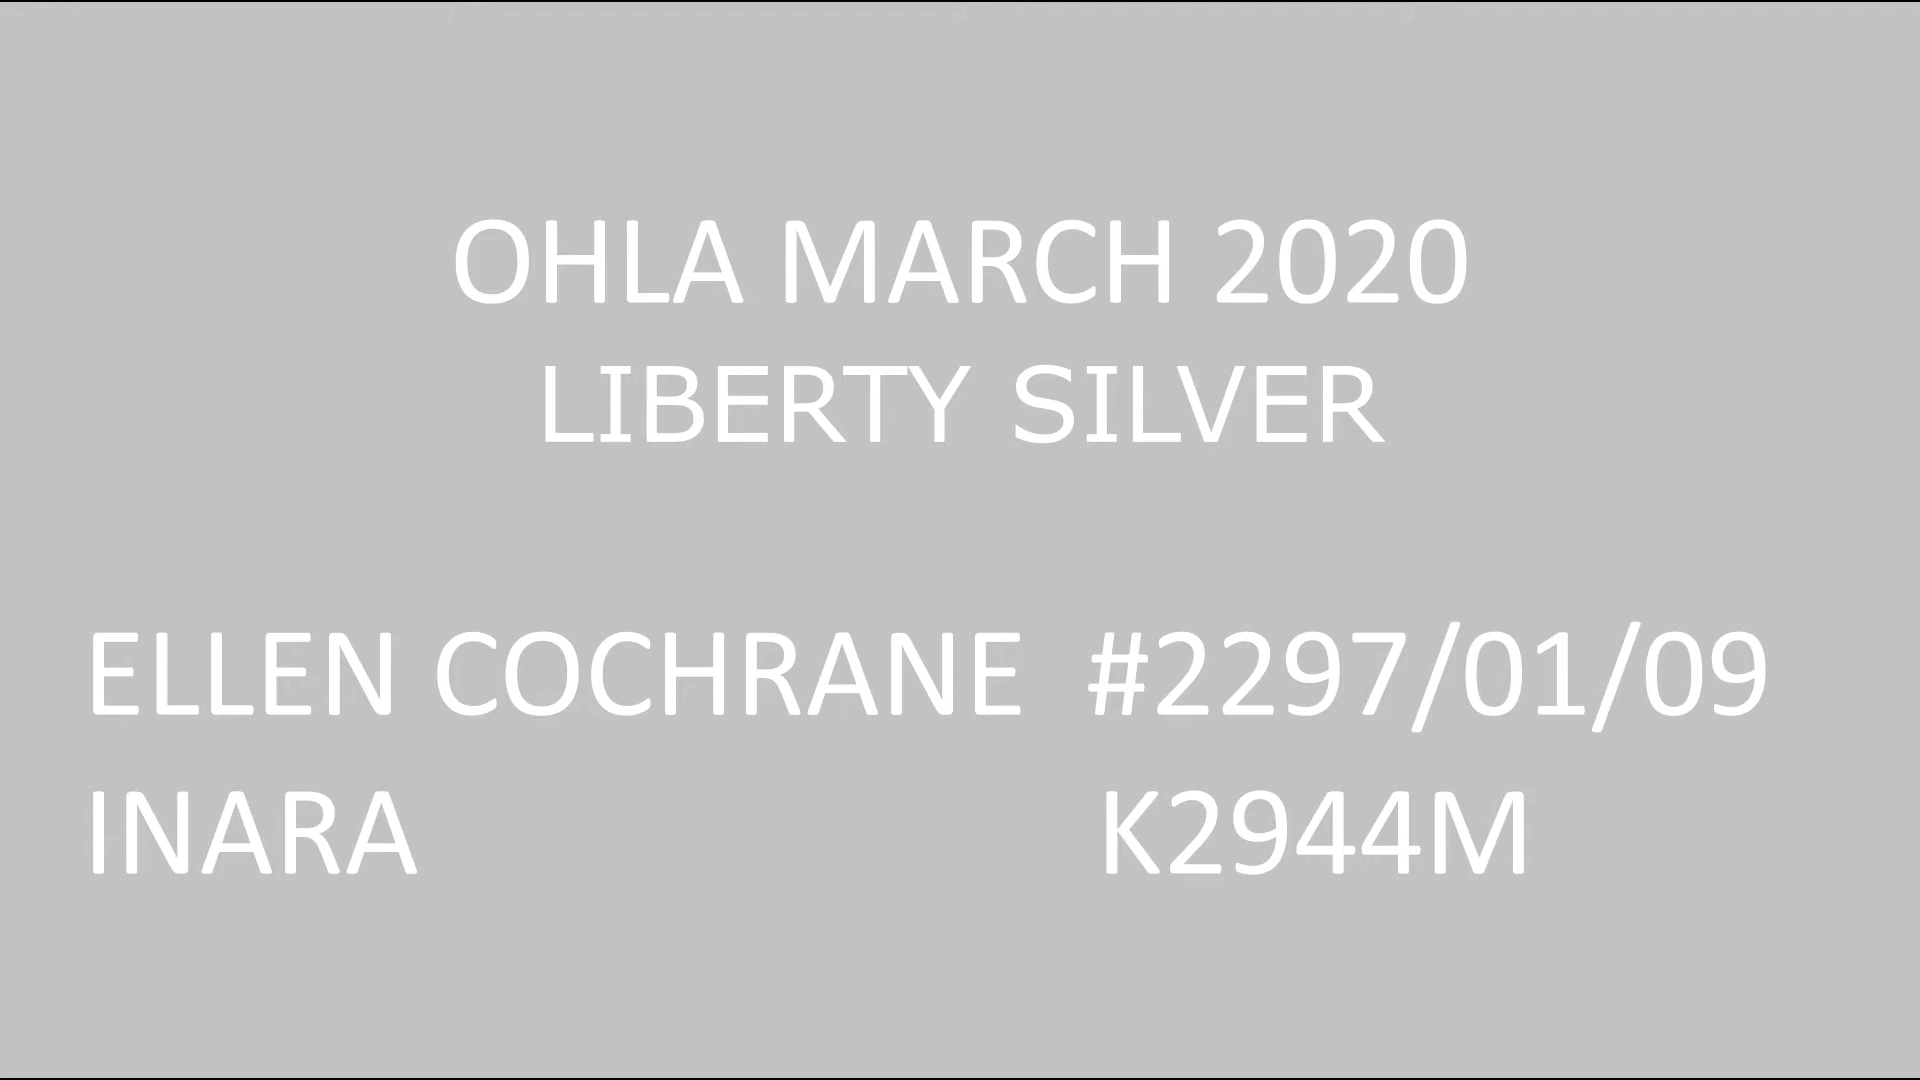 OHLA MARCH 2020
LIBERTY SILVER
ELLEN COCHRANE #2297/01/09
INARA K2944M